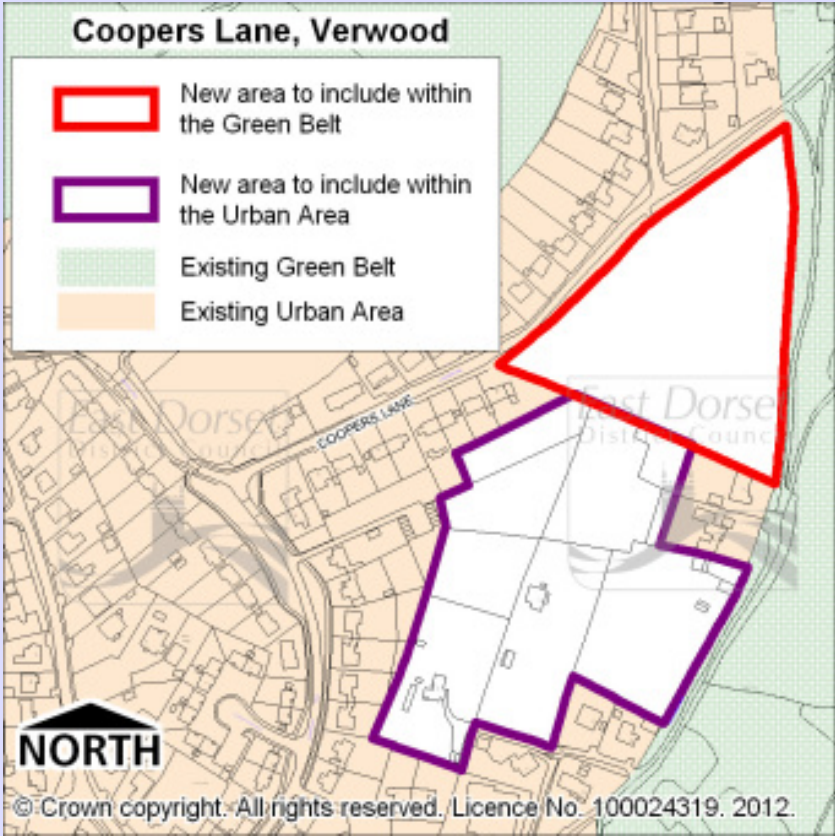 Coopers Lane, Verwood
New area to include within
the Green Belt
New area to include within
the Urban Area
Existing Green Belt
Existing Urban Area
COOPERS LANE
East Dorset
District Council
East Dorset
District Council
NORTH
© Crown copyright. All rights reserved. Licence No. 100024319. 2012.